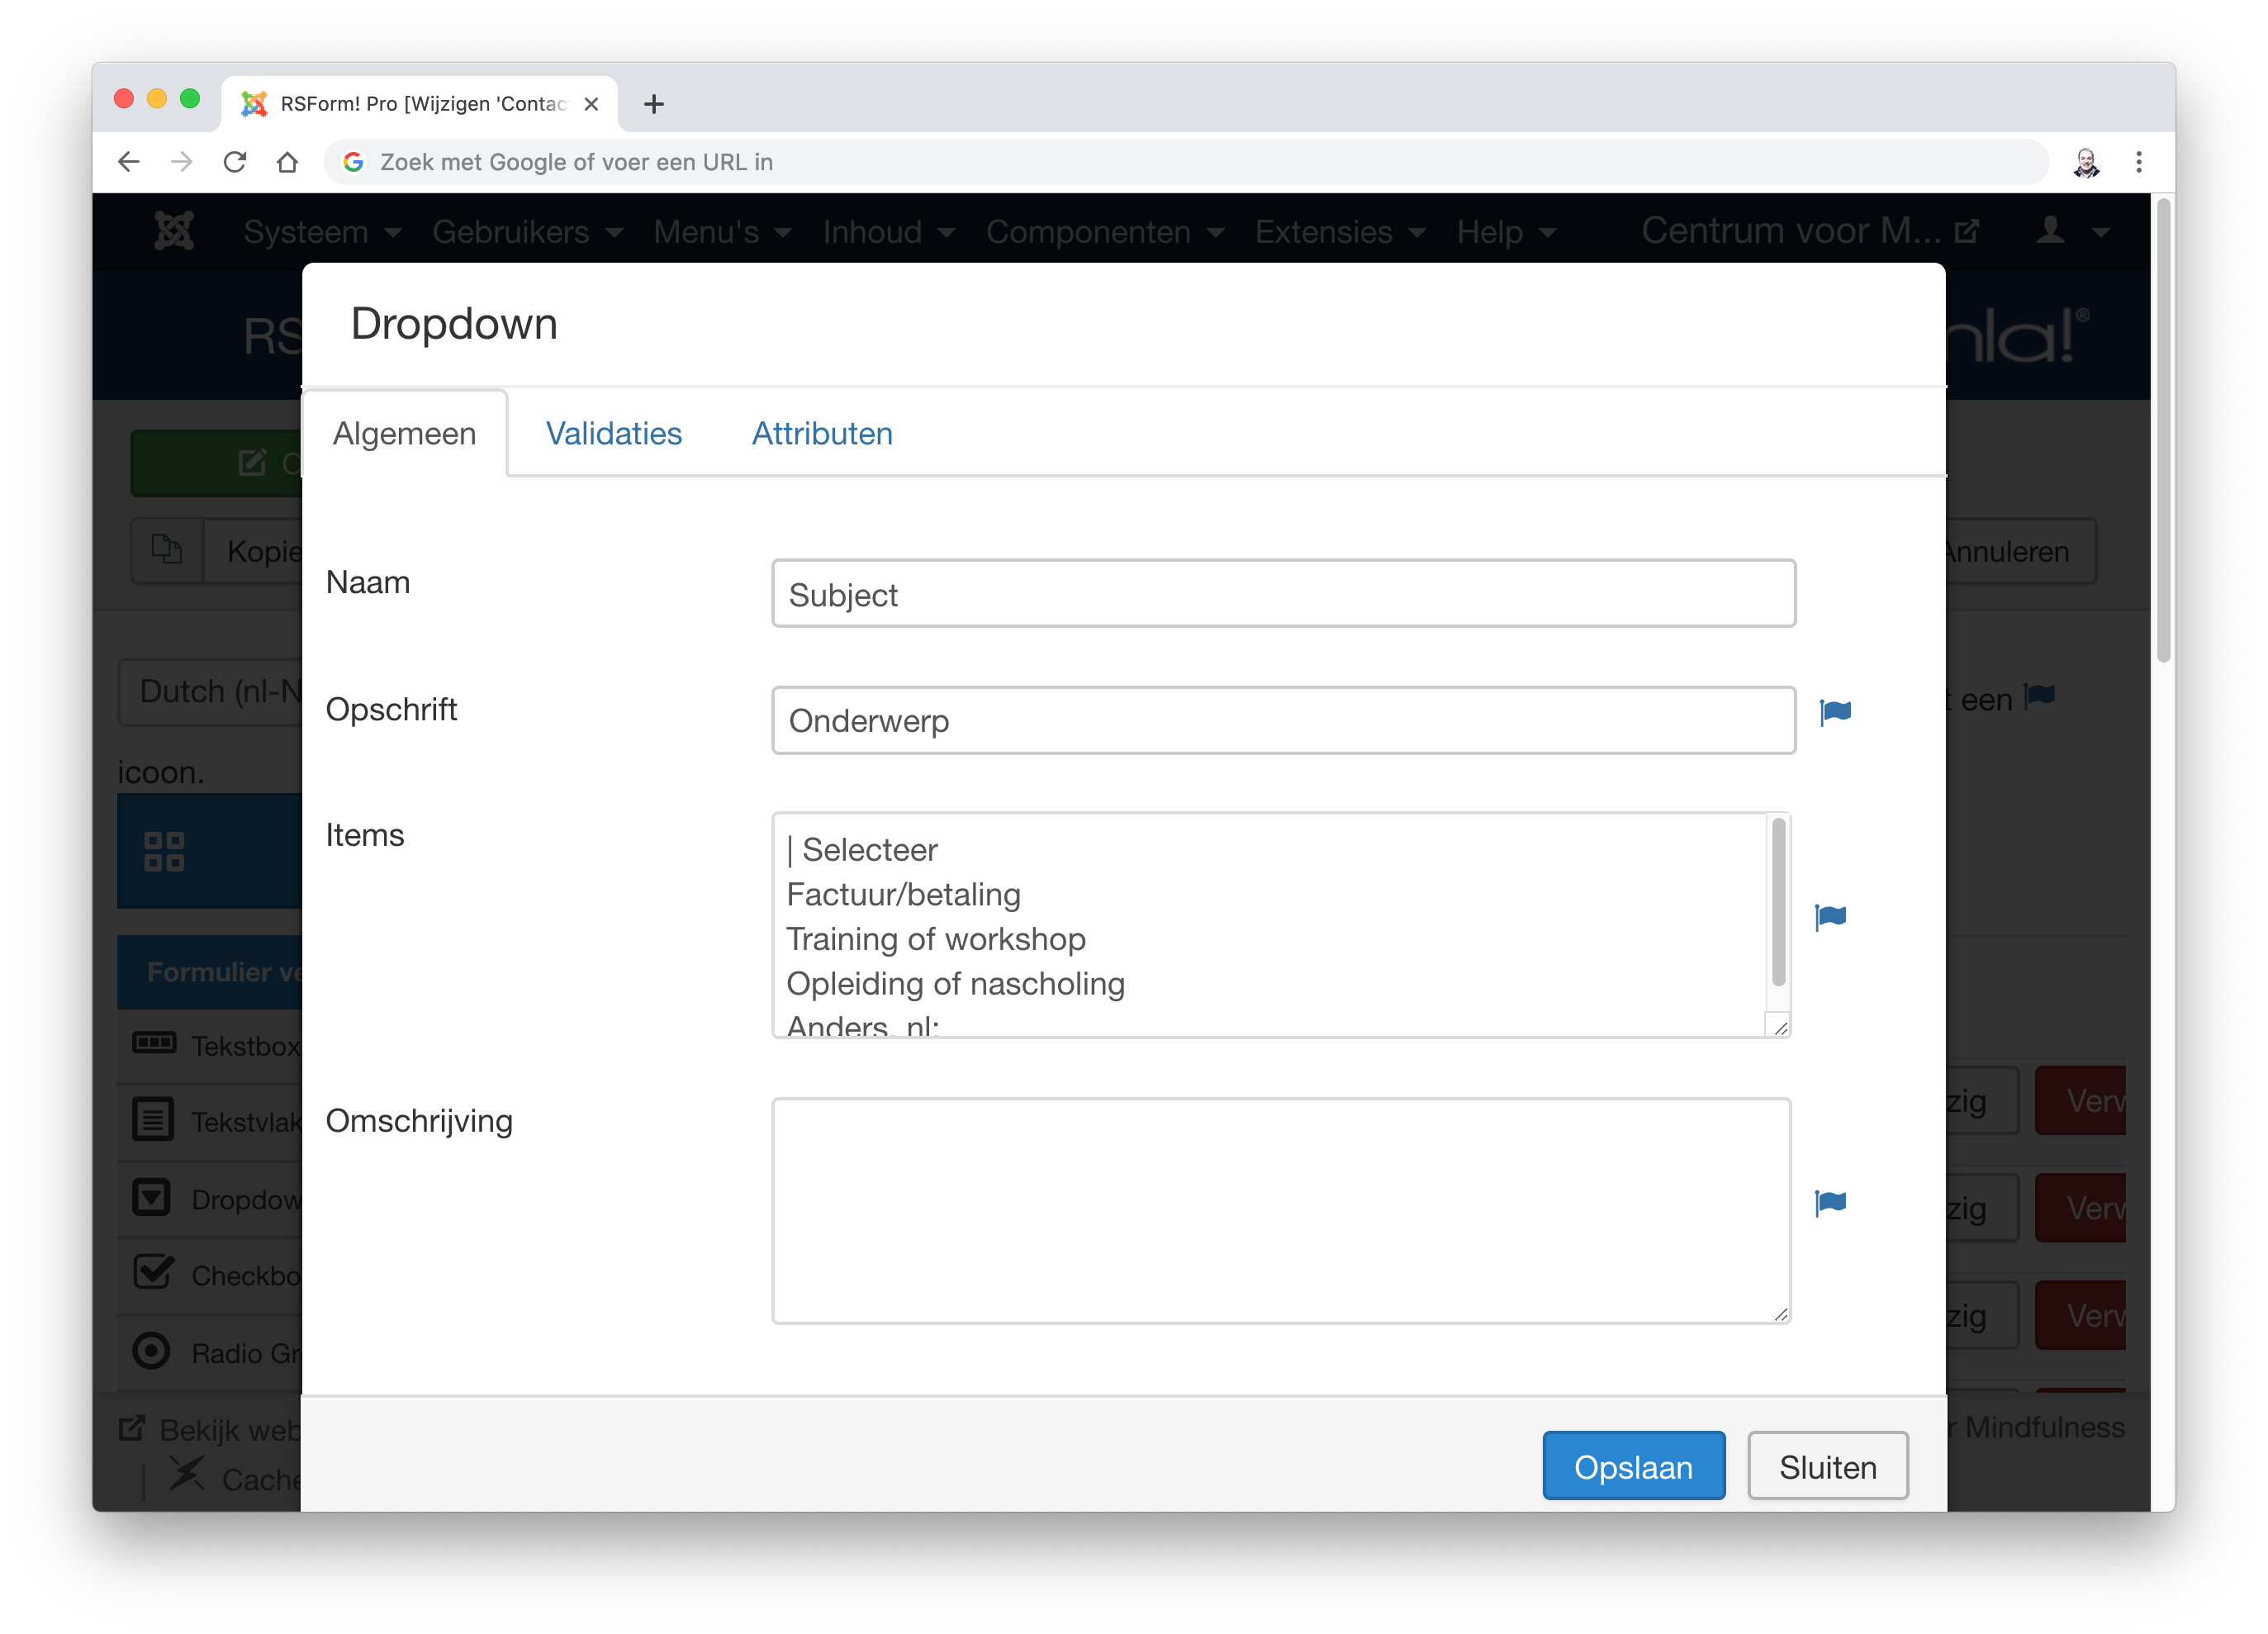 RSForm! Pro [Wijzigen 'Contac
Zoek met Google of voer een URL in
Systeem Gebruikers Menu's Inhoud Componenten Extensies Help Centrum voor M...
RS
nla!®
Dropdown
Algemeen Validaties Attributen
Kopie
Annuleren
Naam
Subject
Dutch (nl-N
t een
Opschrift
Onderwerp
icoon.
Items
| Selecteer
Factuur/betaling
Training of workshop
Opleiding of nascholing
Anders, nl:
Formulier ve
Tekstbox
Tekstvlak
Dropdow
Checkbo
Radio Gr
Omschrijving
zig Verw
zig Verw
zig Verw
Bekijk web
r Mindfulness
| Cache
Opslaan Sluiten